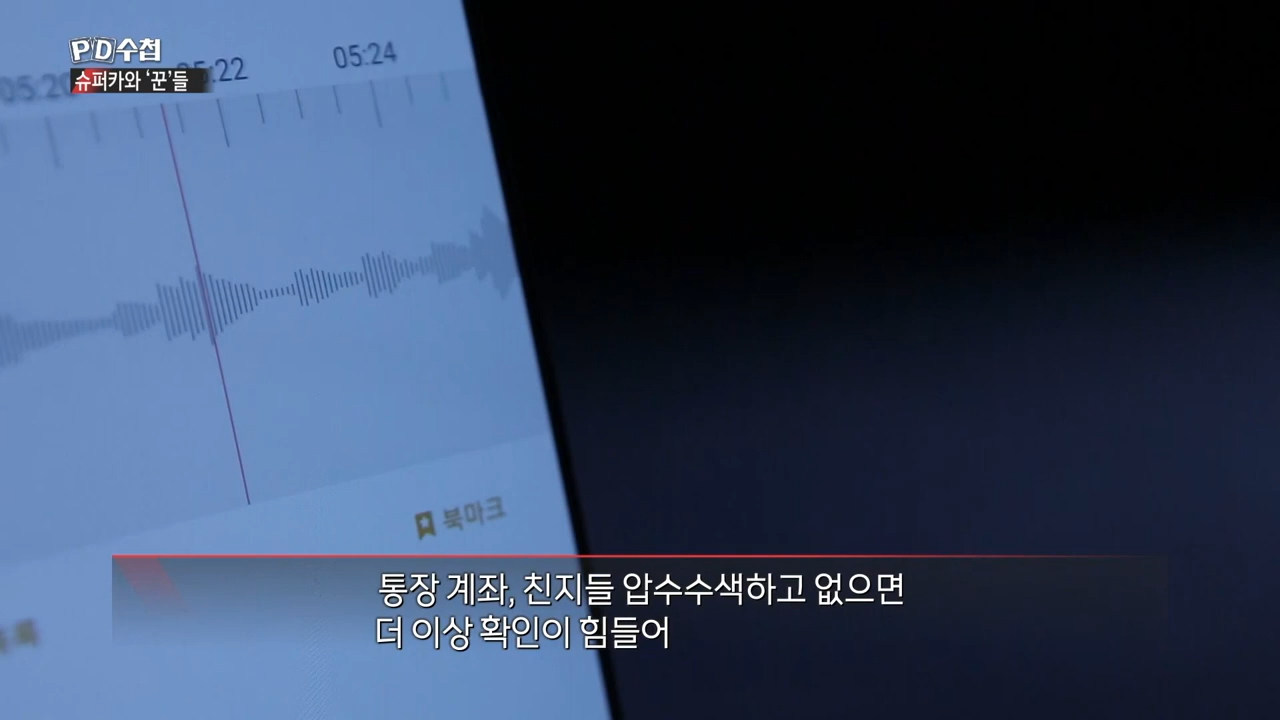 PD수첩
슈퍼카와 '꾼'들
05:20
5:22
05:24
북마크
통장 계좌, 친지들 압수수색하고 없으면
더 이상 확인이 힘들어